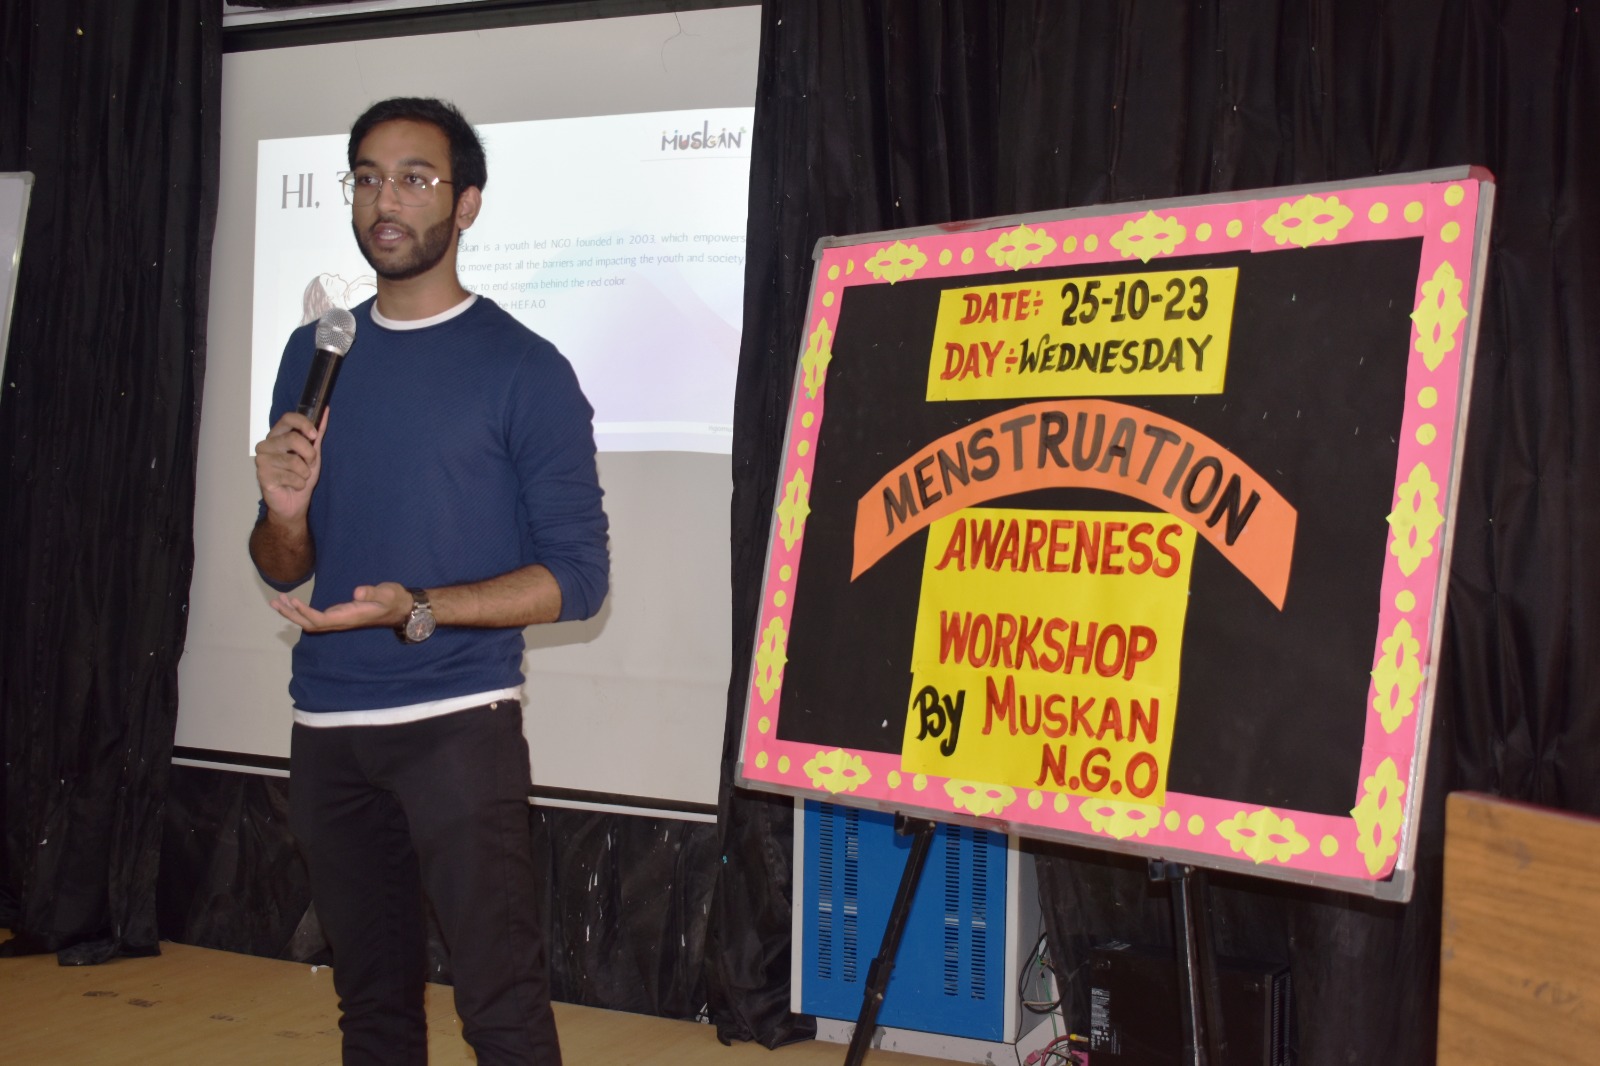 MUSKAN
HI,
is a youth led NGO founded in 2003, which empowers
to move past all the barriers and impacting the youth and society
to end stigma behind the red color
H.E.F.A.O
DATE÷ 25-10-23
DAY÷WEDNESDAY
MENSTRUATION
AWARENESS
WORKSHOP
By MUSKAN
N.G.O